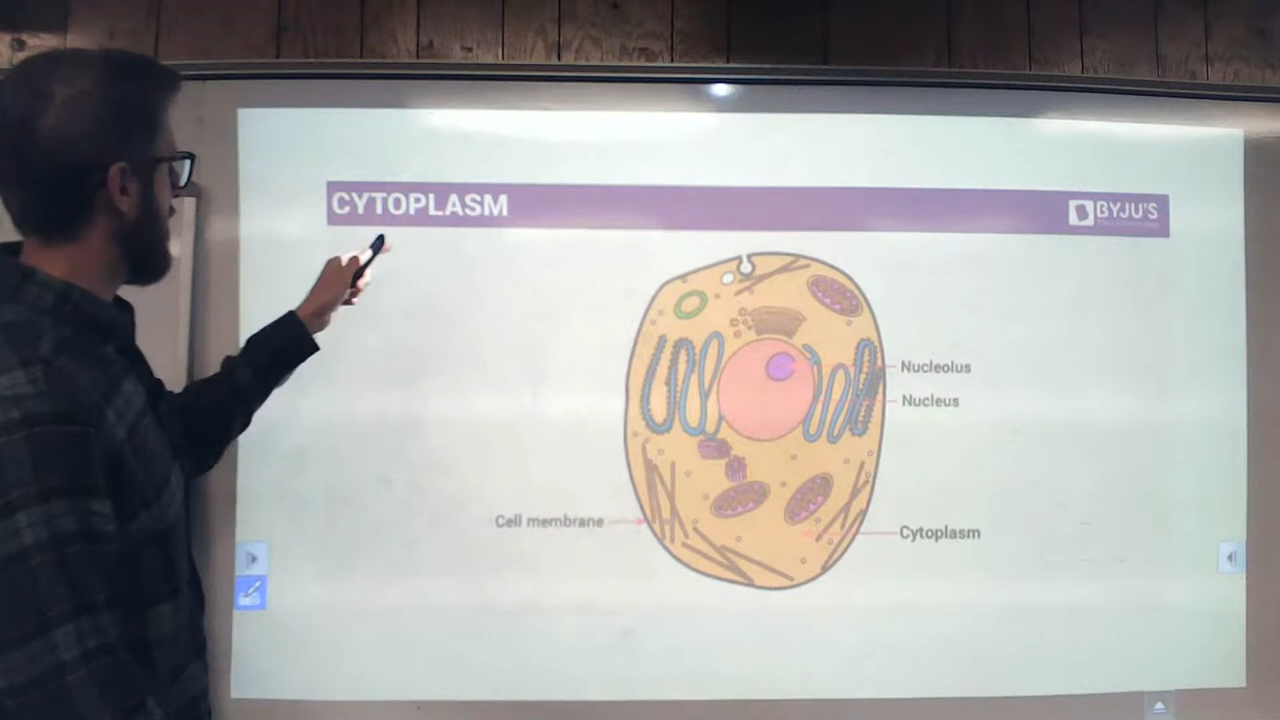 CYTOPLASM
BYJU'S
Nucleolus
Nucleus
Cell membrane
Cytoplasm